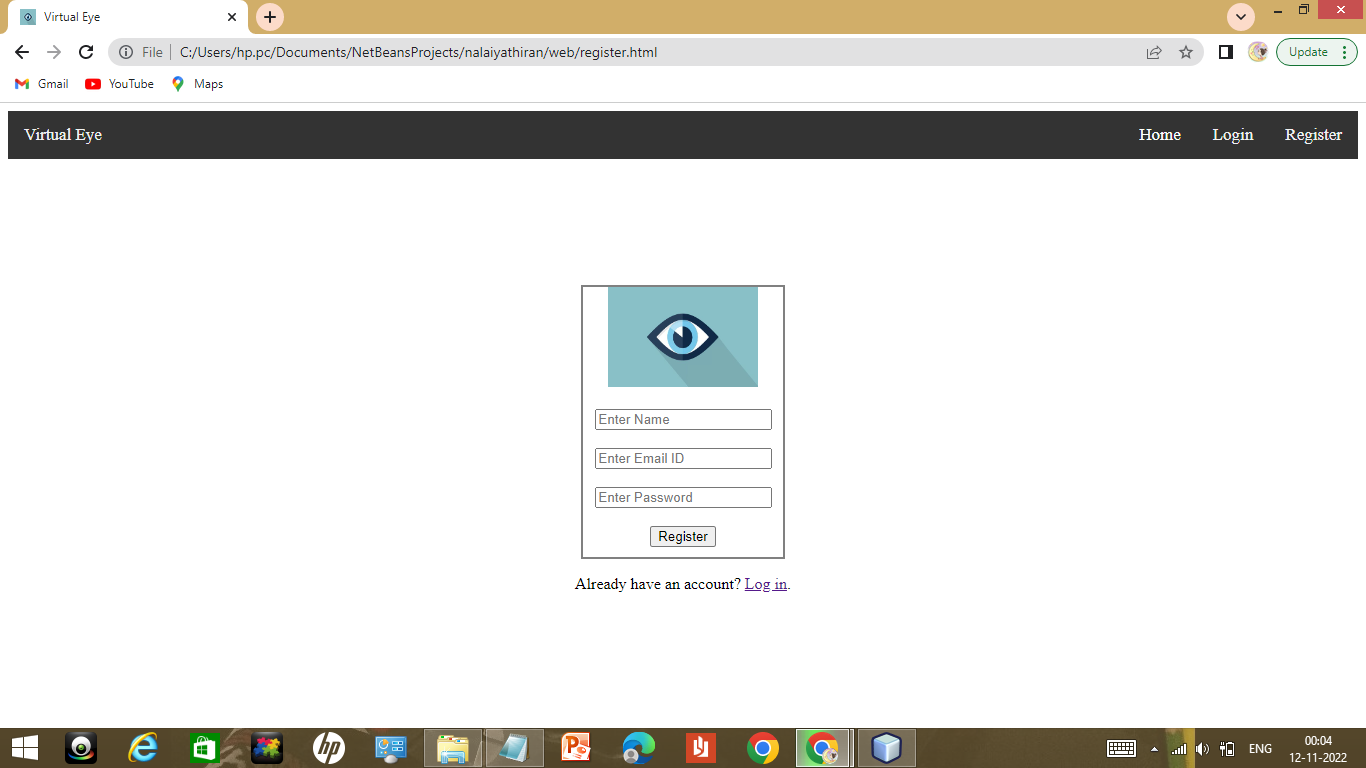 Virtual Eye
File C:/Users/hp.pc/Documents/NetBeansProjects/nalaiyathiran/web/register.html
Update
Gmail YouTube Maps
Virtual Eye Home Login Register
Enter Name
Enter Email ID
Enter Password
Register
Already have an account? Log in.
ENG
00:04
12-11-2022